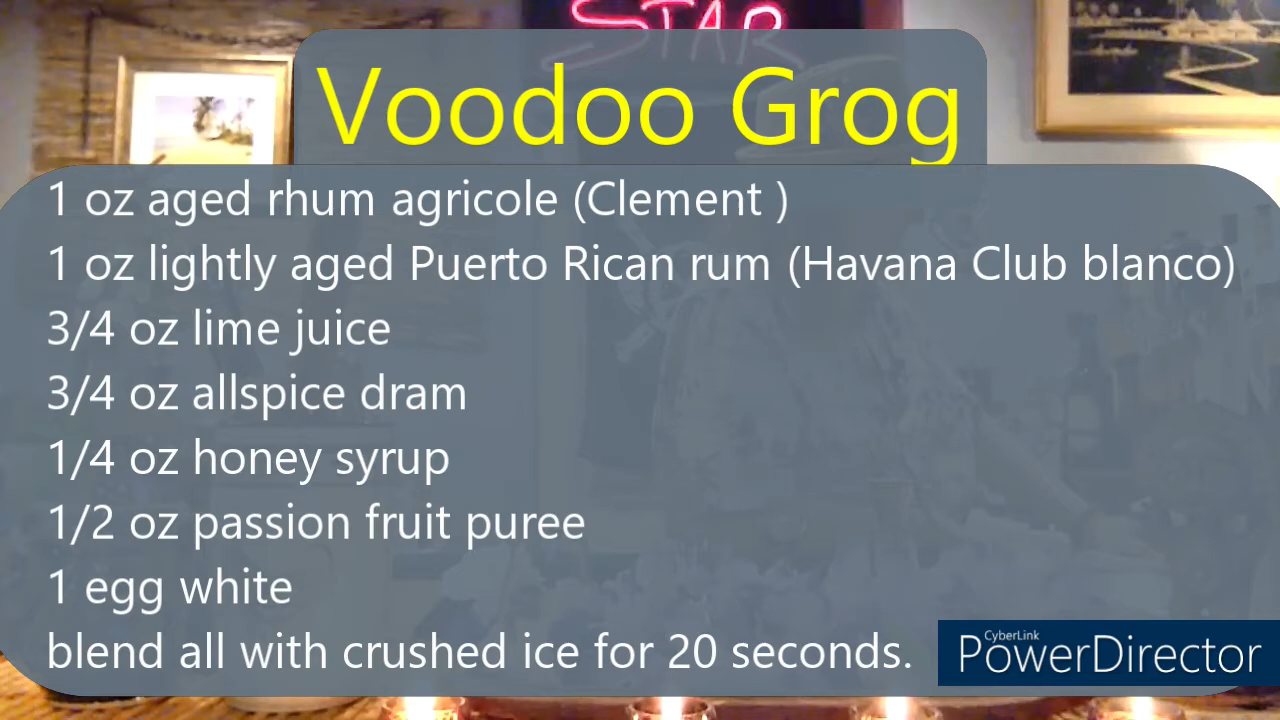 STAR
Voodoo Grog
1 oz aged rhum agricole (Clement )
1 oz lightly aged Puerto Rican rum (Havana Club blanco)
3/4 oz lime juice
3/4 oz allspice dram
1/4 oz honey syrup
1/2 oz passion fruit puree
1 egg white
blend all with crushed ice for 20 seconds.
CyberLink
PowerDirector